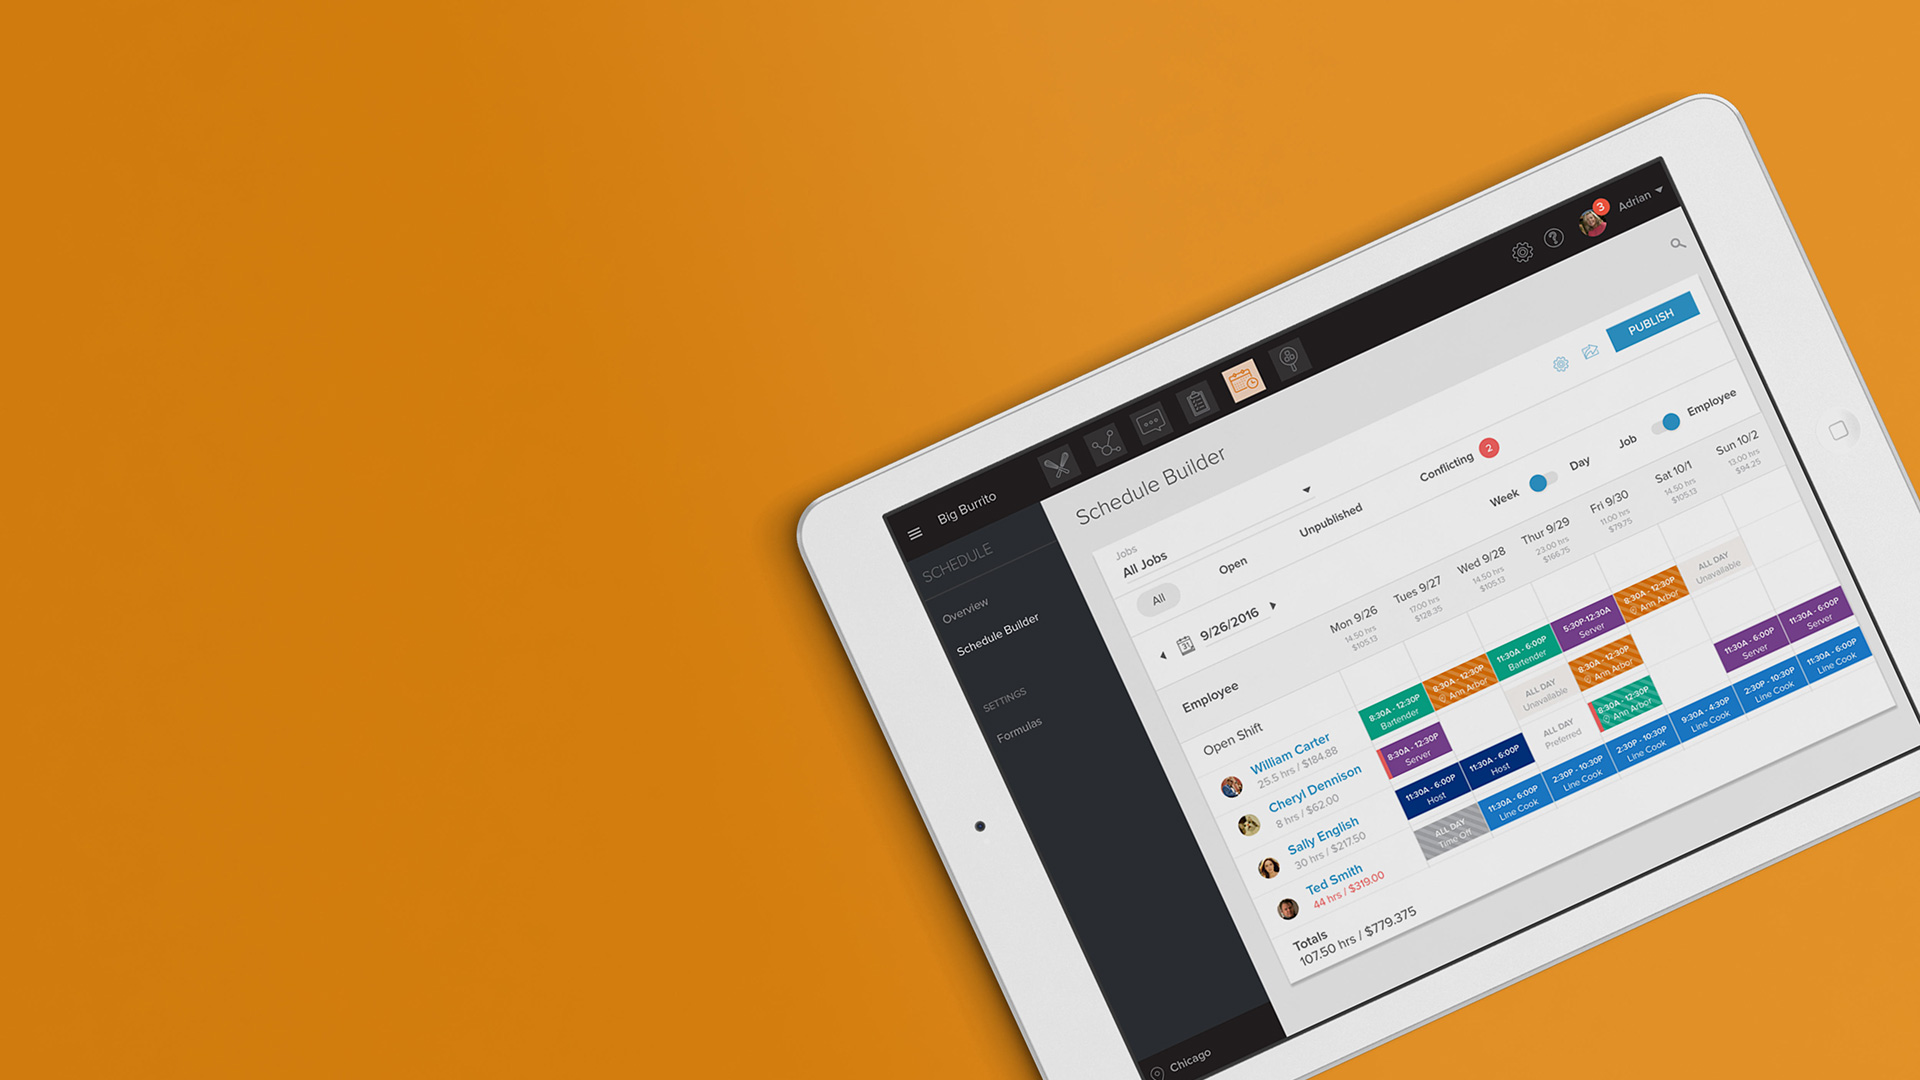 Big Burrito
3
Adrian
SCHEDULE
Overview
Schedule Builder
SETTINGS
Formulas
Chicago
Schedule Builder
PUBLISH
Jobs
All Jobs
All
Open
Unpublished
Conflicting 2
31 9/26/2016
Week Day
Job Employee
Employee
Mon 9/26
14.50 hrs
$105.13
Tues 9/27
17.00 hrs
$128.35
Wed 9/28
14.50 hrs
$105.13
Thur 9/29
23.00 hrs
$166.75
Fri 9/30
11.00 hrs
$79.75
Sat 10/1
14.50 hrs
$105.13
Sun 10/2
13.00 hrs
$94.25
Open Shift
William Carter
25.5 hrs / $184.88
8:30A - 12:30P
Bartender
8:30A - 12:30P
Ann Arbor
11:30A - 6:00P
Bartender
5:30P-12:30A
Server
8:30A - 12:30P
Ann Arbor
ALL DAY
Unavailable
Cheryl Dennison
8 hrs / $62.00
8:30A - 12:30P
Server
ALL DAY
Unavailable
8:30A - 12:30P
Ann Arbor
11:30A - 6:00P
Server
11:30A - 6:00P
Server
Sally English
30 hrs / $217.50
11:30A - 6:00P
Host
11:30A - 6:00P
Host
ALL DAY
Preferred
8:30A - 12:30P
Ann Arbor
Ted Smith
44 hrs / $319.00
ALL DAY
Time Off
11:30A - 6:00P
Line Cook
2:30P - 10:30P
Line Cook
2:30P - 10:30P
Line Cook
9:30A - 4:30P
Line Cook
2:30P - 10:30P
Line Cook
11:30A - 6:00P
Line Cook
Totals
107.50 hrs / $779.375